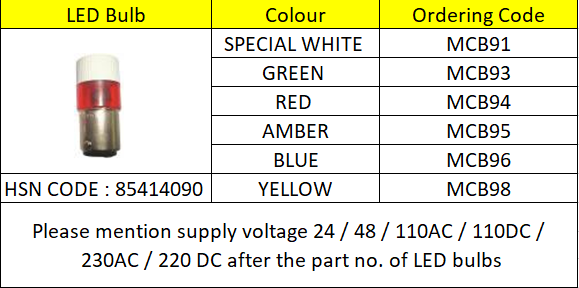 LED Bulb Colour Ordering Code
SPECIAL WHITE MCB91
GREEN MCB93
RED MCB94
AMBER MCB95
BLUE MCB96
HSN CODE : 85414090 YELLOW MCB98
Please mention supply voltage 24 / 48 / 110AC / 110DC /
230AC / 220 DC after the part no. of LED bulbs